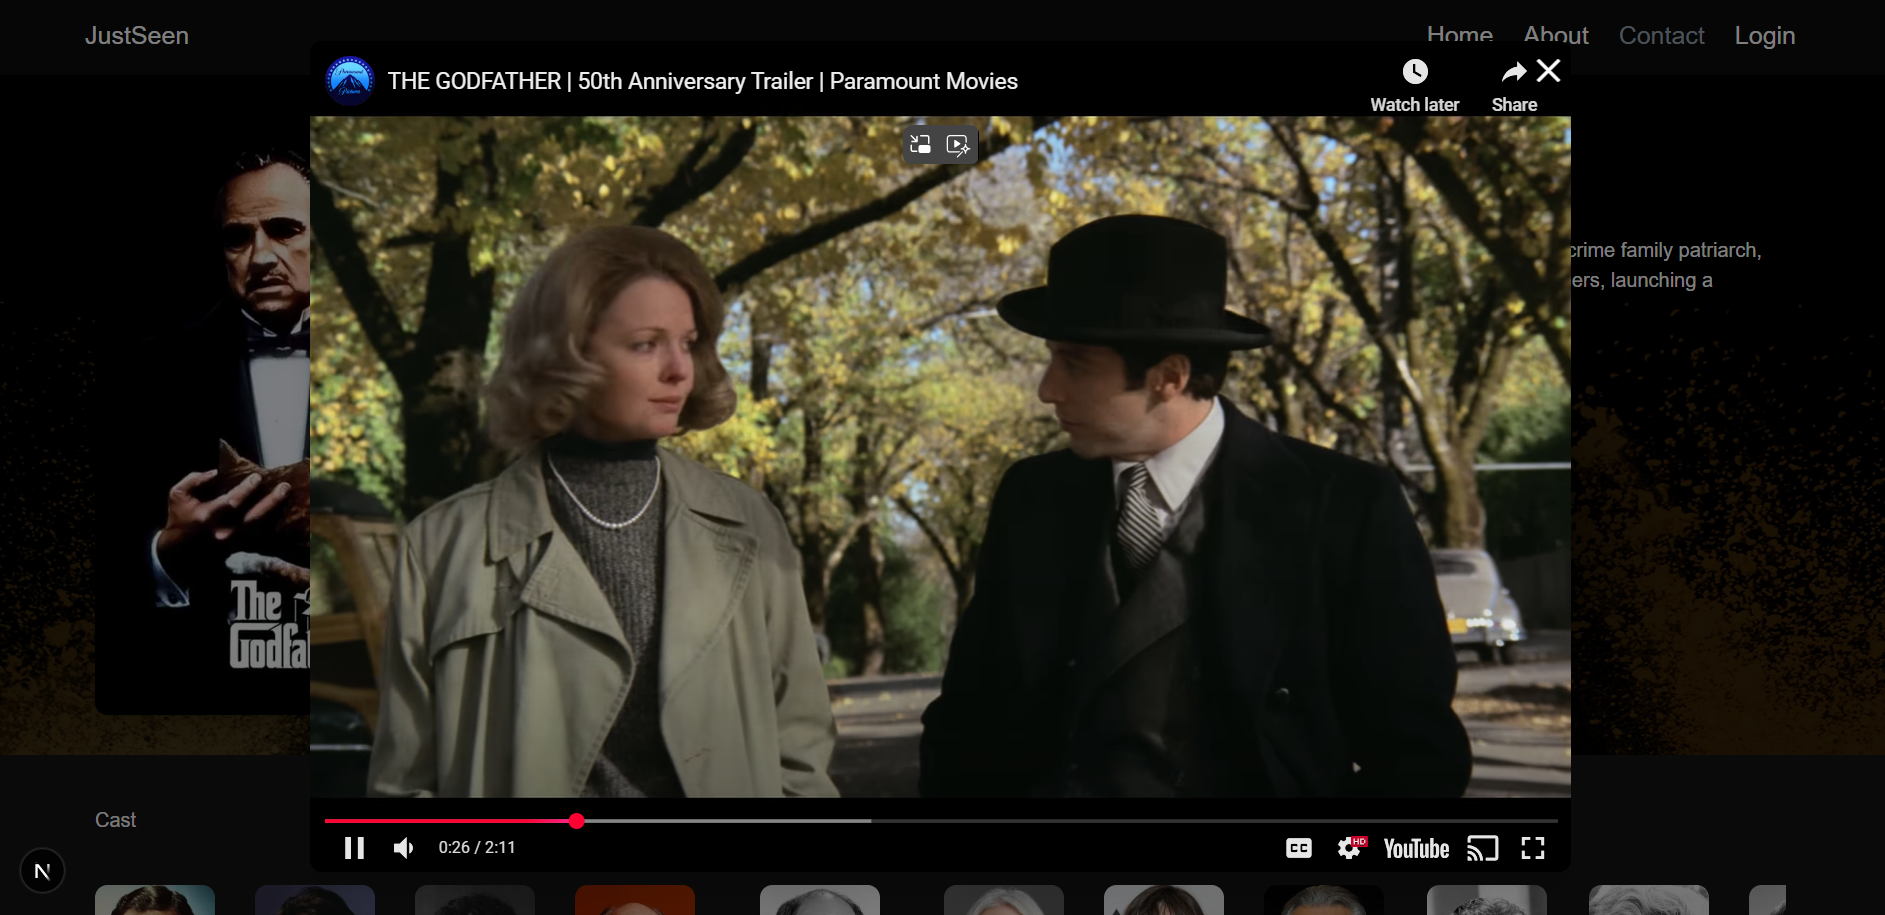 JustSeen
Home About Contact Login
THE GODFATHER | 50th Anniversary Trailer | Paramount Movies
Watch later Share
crime family patriarch,
ers, launching a
The
Godfa
Cast
0:26 / 2:11
CC HD YouTube
N